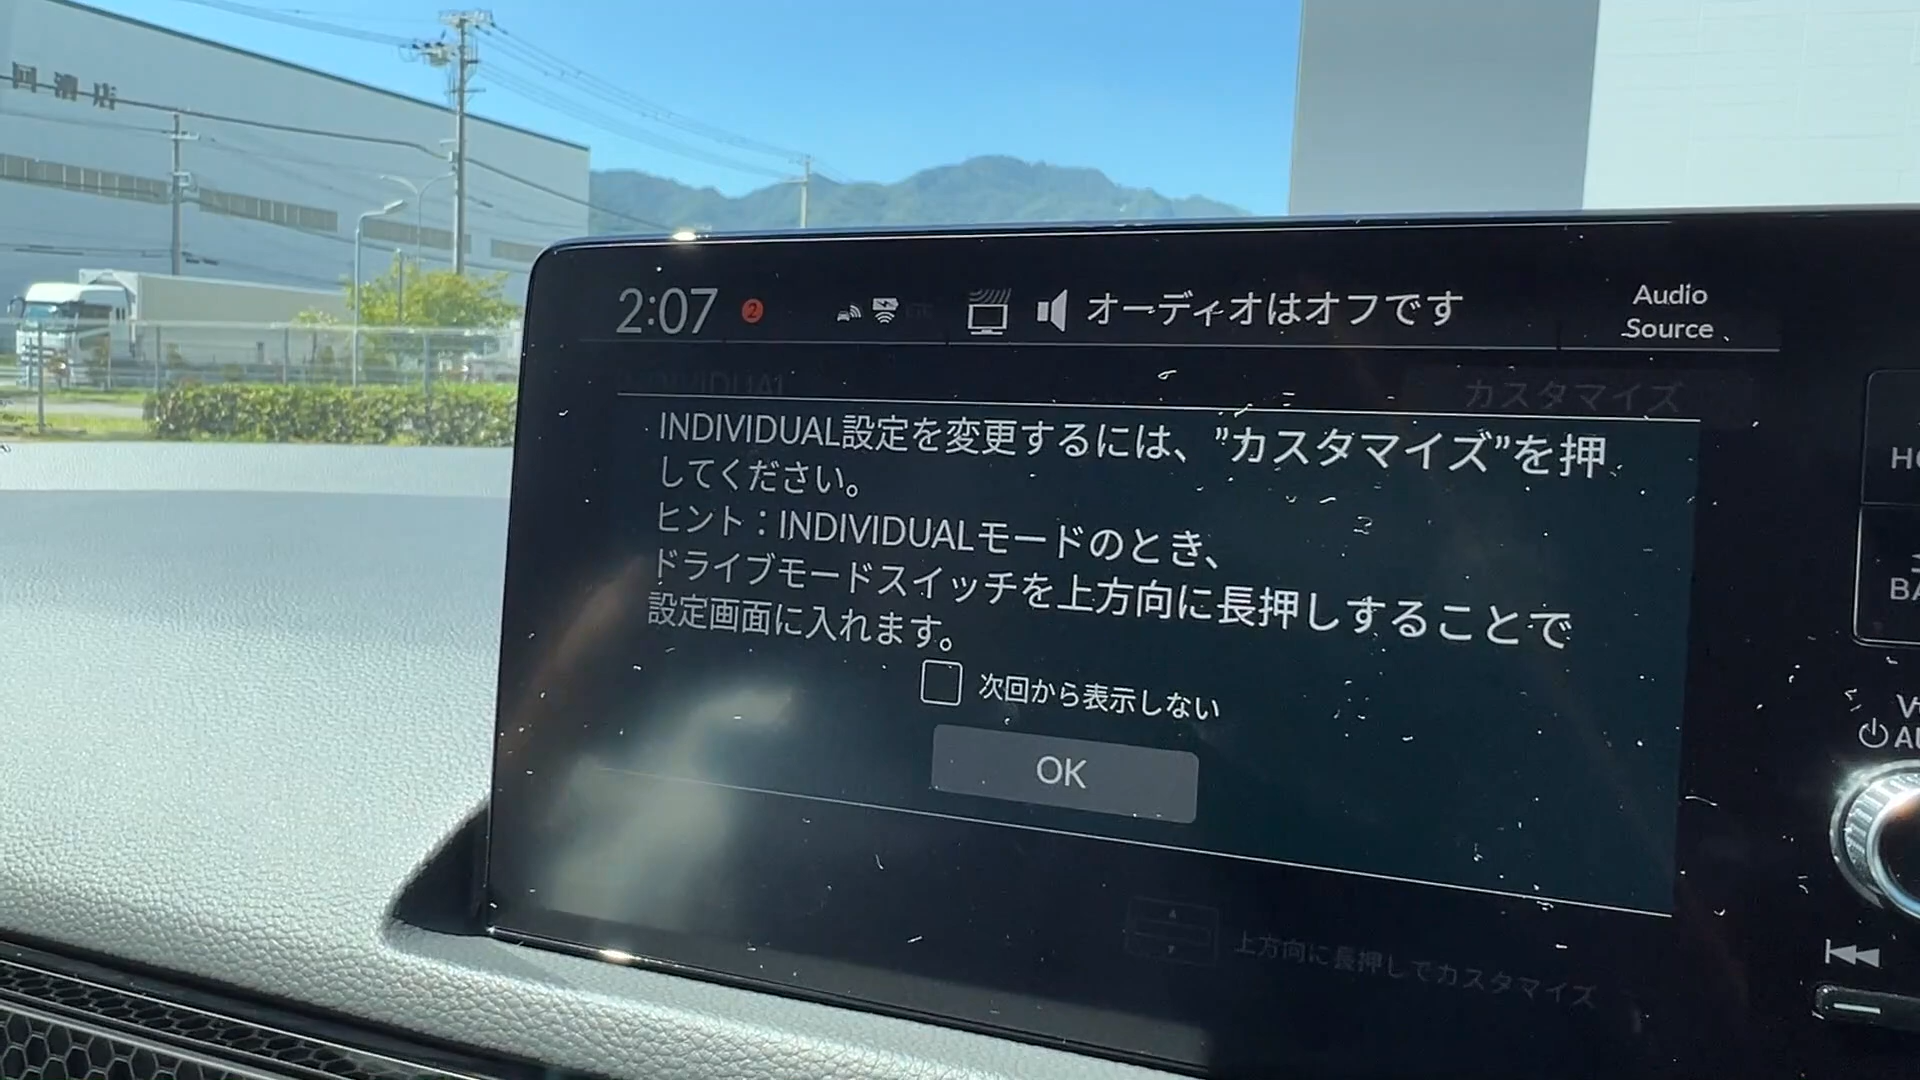 回漕店
2:07
2
オーディオはオフです
Audio
Source
カスタマイズ
INDIVIDUAL設定を変更するには、”カスタマイズ”を押
してください。
ヒント：INDIVIDUALモードのとき、
ドライブモードスイッチを上方向に長押しすることで
設定画面に入れます。
次回から表示しない
OK
上方向に長押しでカスタマイズ